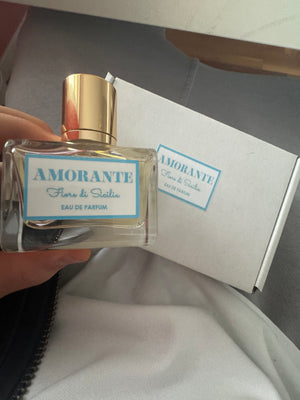 AMORANTE
Fiore di Sicilia
EAU DE PARFUM
AMORANTE
Fiore di Sicilia
EAU DE PARFUM